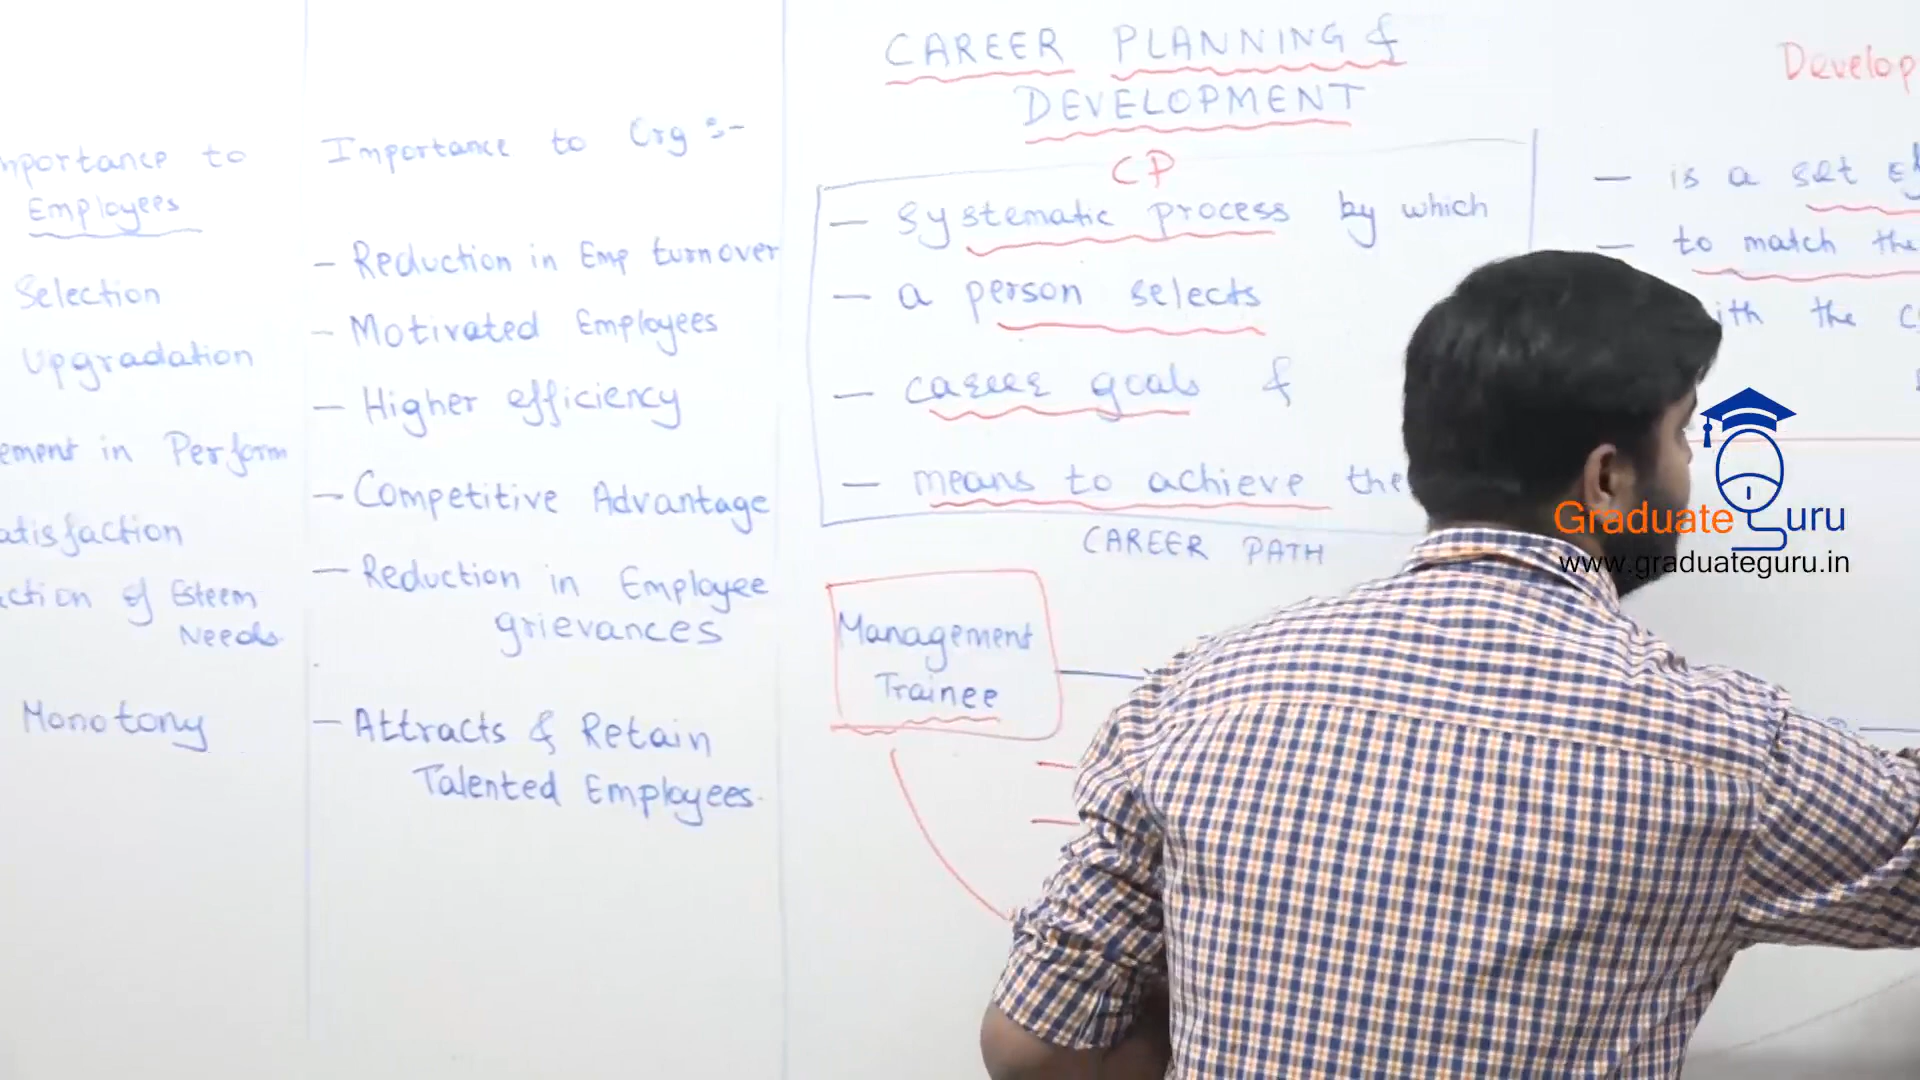 Importance to
Employees
Selection
Upgradation
ement in Perform
atisfaction
ction of Esteem
Needs
Monotony
Importance to Org :-
- Reduction in Emp turnover
- Motivated Employees
- Higher efficiency
- Competitive Advantage
- Reduction in Employee
grievances
- Attracts & Retain
Talented Employees.
CAREER PLANNING &
DEVELOPMENT
CP
- systematic process by which
- a person selects
- career goals &
- means to achieve the
CAREER PATH
Management
Trainee
Develop
- is a set of
- to match the
ith the
Graduate Guru
www.graduateguru.in